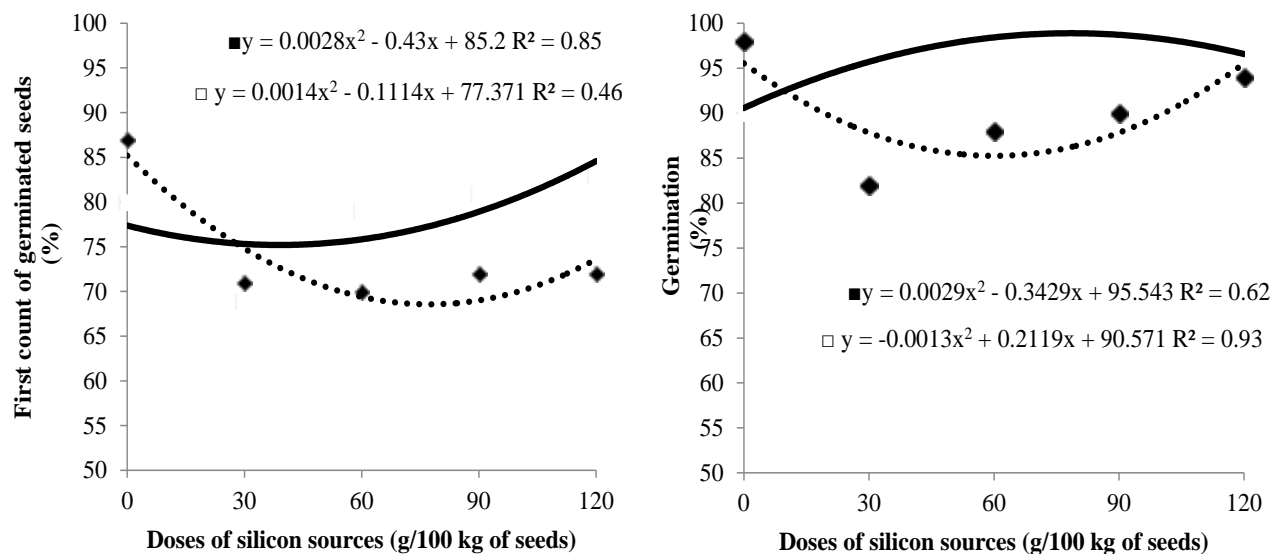 100
95
90
85
80
75
70
65
60
55
50
First count of germinated seeds
(%)
■y = 0.0028x² - 0.43x + 85.2 R² = 0.85
□ y = 0.0014x² - 0.1114x + 77.371 R² = 0.46
0 30 60 90 120
Doses of silicon sources (g/100 kg of seeds)
100
95
90
85
80
75
70
65
60
55
50
Germination
(%)
■y = 0.0029x² - 0.3429x + 95.543 R² = 0.62
□ y = -0.0013x² + 0.2119x + 90.571 R² = 0.93
0 30 60 90 120
Doses of silicon sources (g/100 kg of seeds)